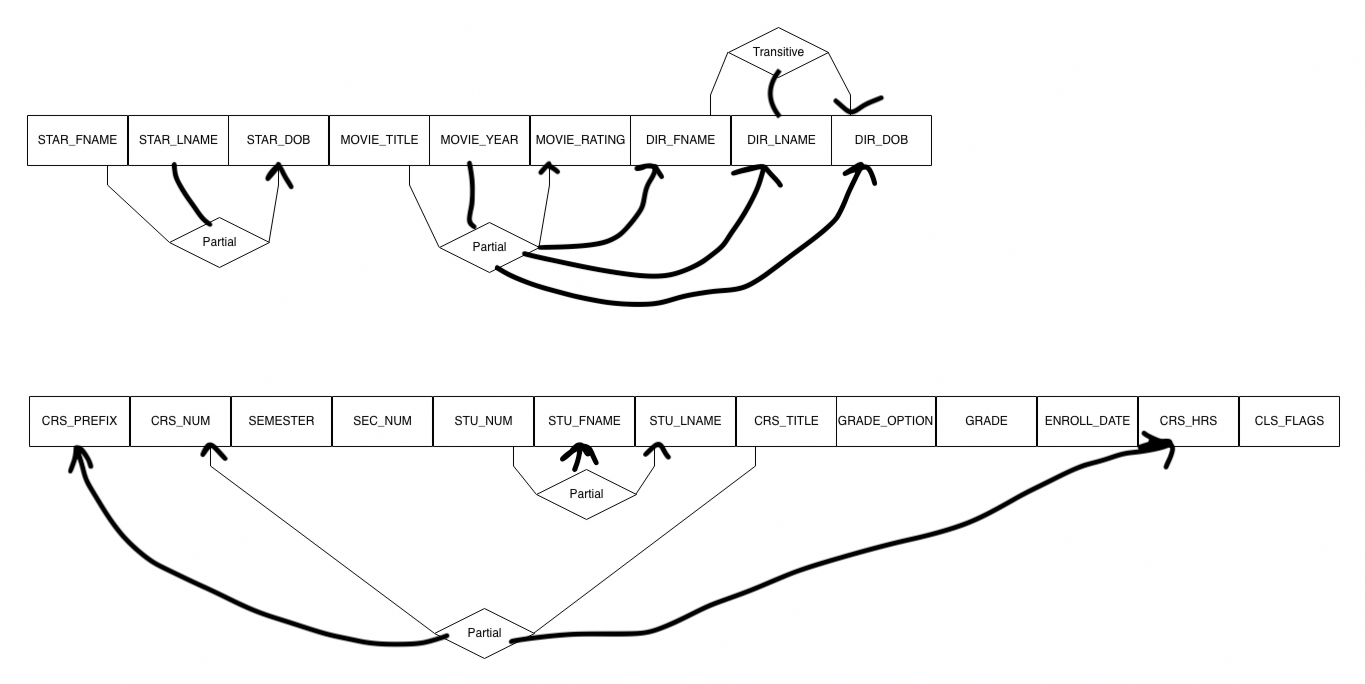 Transitive
STAR_FNAME STAR_LNAME STAR_DOB MOVIE_TITLE MOVIE_YEAR MOVIE_RATING DIR_FNAME DIR_LNAME DIR_DOB
Partial Partial
CRS_PREFIX CRS_NUM SEMESTER SEC_NUM STU_NUM STU_FNAME STU_LNAME CRS_TITLE GRADE_OPTION GRADE ENROLL_DATE CRS_HRS CLS_FLAGS
Partial
Partial